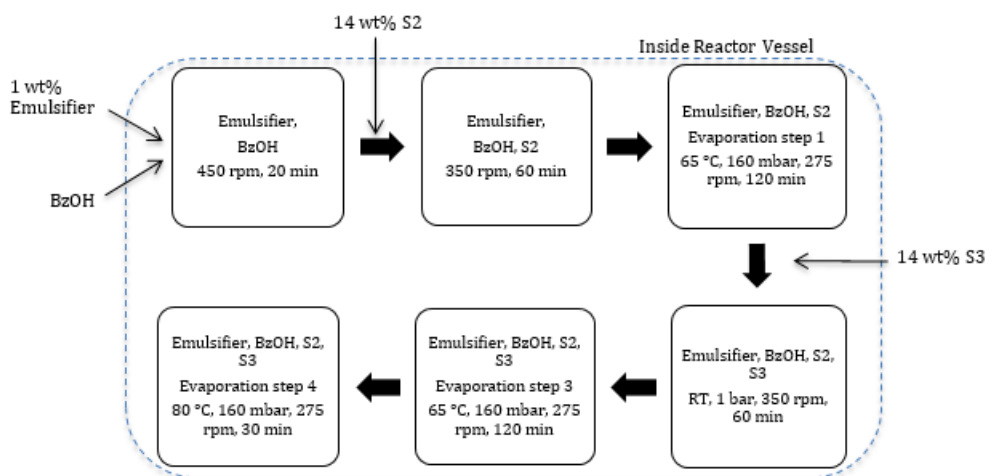 14 wt% S2
Inside Reactor Vessel
1 wt%
Emulsifier
BzOH
Emulsifier,
BzOH
450 rpm, 20 min
Emulsifier,
BzOH, S2
350 rpm, 60 min
Emulsifier, BzOH, S2
Evaporation step 1
65 °C, 160 mbar, 275
rpm, 120 min
14 wt% S3
Emulsifier, BzOH, S2,
S3
RT, 1 bar, 350 rpm,
60 min
Emulsifier, BzOH, S2,
S3
Evaporation step 3
65 °C, 160 mbar, 275
rpm, 120 min
Emulsifier, BzOH, S2,
S3
Evaporation step 4
80 °C, 160 mbar, 275
rpm, 30 min